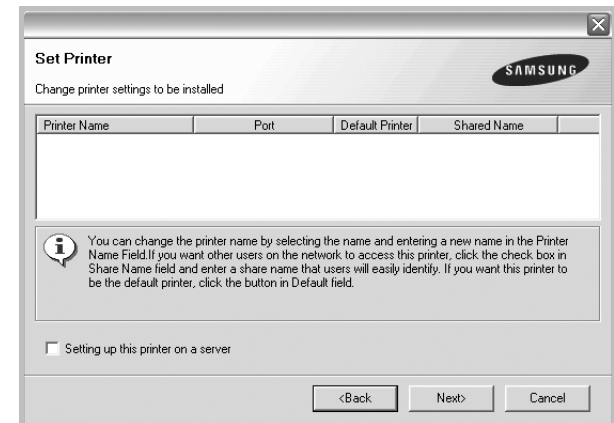 Set Printer
SAMSUNG
Change printer settings to be installed
Printer Name Port Default Printer Shared Name
You can change the printer name by selecting the name and entering a new name in the Printer
Name Field.If you want other users on the network to access this printer, click the check box in
Share Name field and enter a share name that users will easily identify. If you want this printer to
be the default printer, click the button in Default field.
Setting up this printer on a server
<Back Next> Cancel